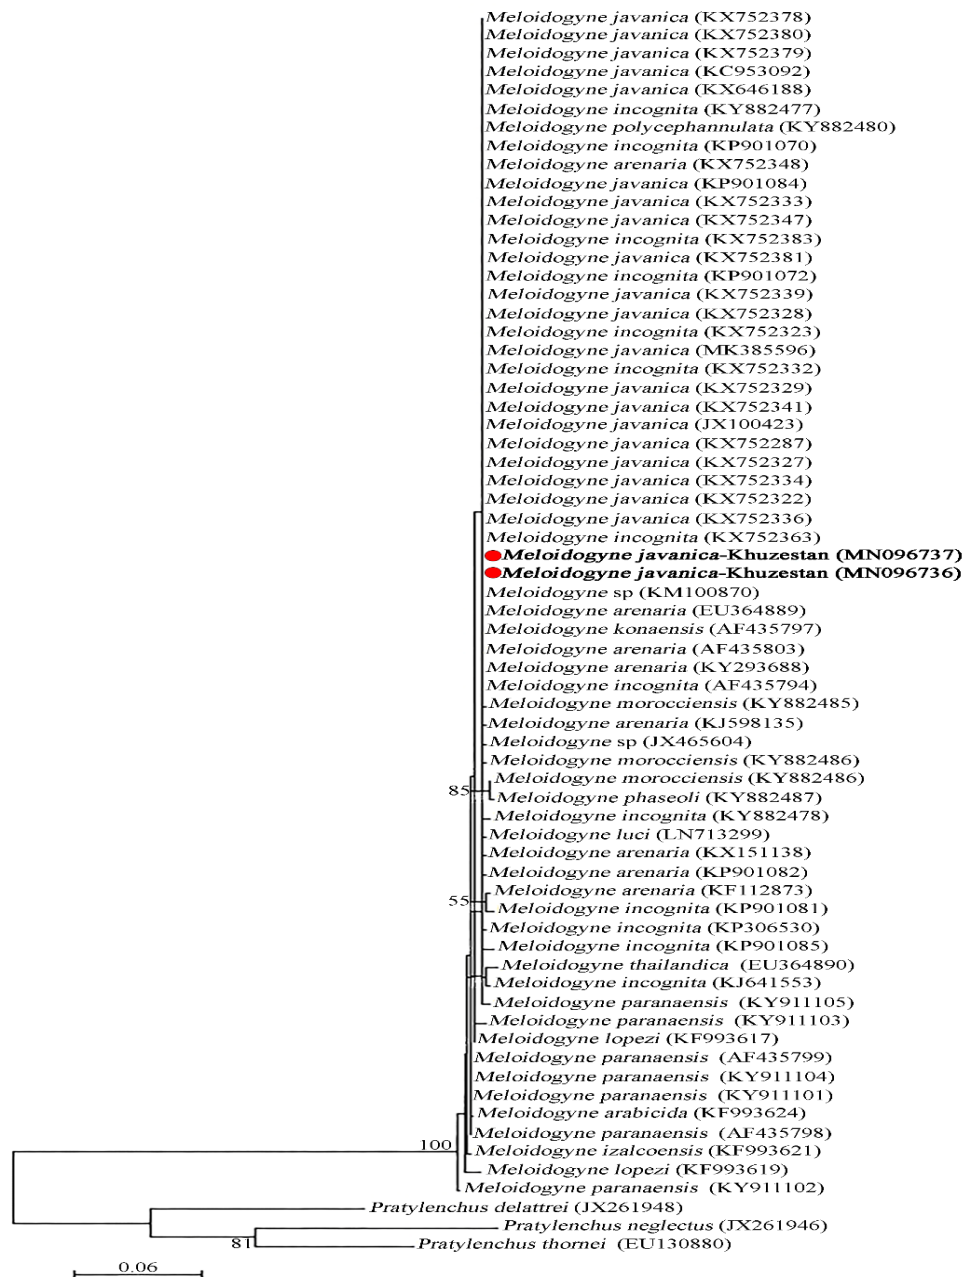 Meloidogyne javanica (KX752378)
Meloidogyne javanica (KX752380)
Meloidogyne javanica (KX752379)
Meloidogyne javanica (KC953092)
Meloidogyne javanica (KX646188)
Meloidogyne incognita (KY882477)
Meloidogyne polycephannulata (KY882480)
Meloidogyne incognita (KP901070)
Meloidogyne arenaria (KX752348)
Meloidogyne javanica (KP901084)
Meloidogyne javanica (KX752333)
Meloidogyne javanica (KX752347)
Meloidogyne incognita (KX752383)
Meloidogyne javanica (KX752381)
Meloidogyne incognita (KP901072)
Meloidogyne javanica (KX752339)
Meloidogyne javanica (KX752328)
Meloidogyne incognita (KX752323)
Meloidogyne javanica (MK385596)
Meloidogyne incognita (KX752332)
Meloidogyne javanica (KX752329)
Meloidogyne javanica (KX752341)
Meloidogyne javanica (JX100423)
Meloidogyne javanica (KX752287)
Meloidogyne javanica (KX752327)
Meloidogyne javanica (KX752334)
Meloidogyne javanica (KX752322)
Meloidogyne javanica (KX752336)
Meloidogyne incognita (KX752363)
Meloidogyne javanica-Khuzestan (MN096737)
Meloidogyne javanica-Khuzestan (MN096736)
Meloidogyne sp (KM100870)
Meloidogyne arenaria (EU364889)
Meloidogyne konaensis (AF435797)
Meloidogyne arenaria (AF435803)
Meloidogyne arenaria (KY293688)
Meloidogyne incognita (AF435794)
Meloidogyne morocciensis (KY882485)
Meloidogyne arenaria (KJ598135)
Meloidogyne sp (JX465604)
Meloidogyne morocciensis (KY882486)
Meloidogyne morocciensis (KY882486)
85
Meloidogyne phaseoli (KY882487)
Meloidogyne incognita (KY882478)
Meloidogyne luci (LN713299)
Meloidogyne arenaria (KX151138)
Meloidogyne arenaria (KP901082)
Meloidogyne arenaria (KF112873)
55
Meloidogyne incognita (KP901081)
Meloidogyne incognita (KP306530)
Meloidogyne incognita (KP901085)
Meloidogyne thailandica (EU364890)
Meloidogyne incognita (KJ641553)
Meloidogyne paranaensis (KY911105)
Meloidogyne paranaensis (KY911103)
Meloidogyne lopezi (KF993617)
Meloidogyne paranaensis (AF435799)
Meloidogyne paranaensis (KY911104)
Meloidogyne paranaensis (KY911101)
Meloidogyne arabicida (KF993624)
Meloidogyne paranaensis (AF435798)
100
Meloidogyne izalcoensis (KF993621)
Meloidogyne lopezi (KF993619)
Meloidogyne paranaensis (KY911102)
Pratylenchus delattrei (JX261948)
Pratylenchus neglectus (JX261946)
81
Pratylenchus thornei (EU130880)
0.06